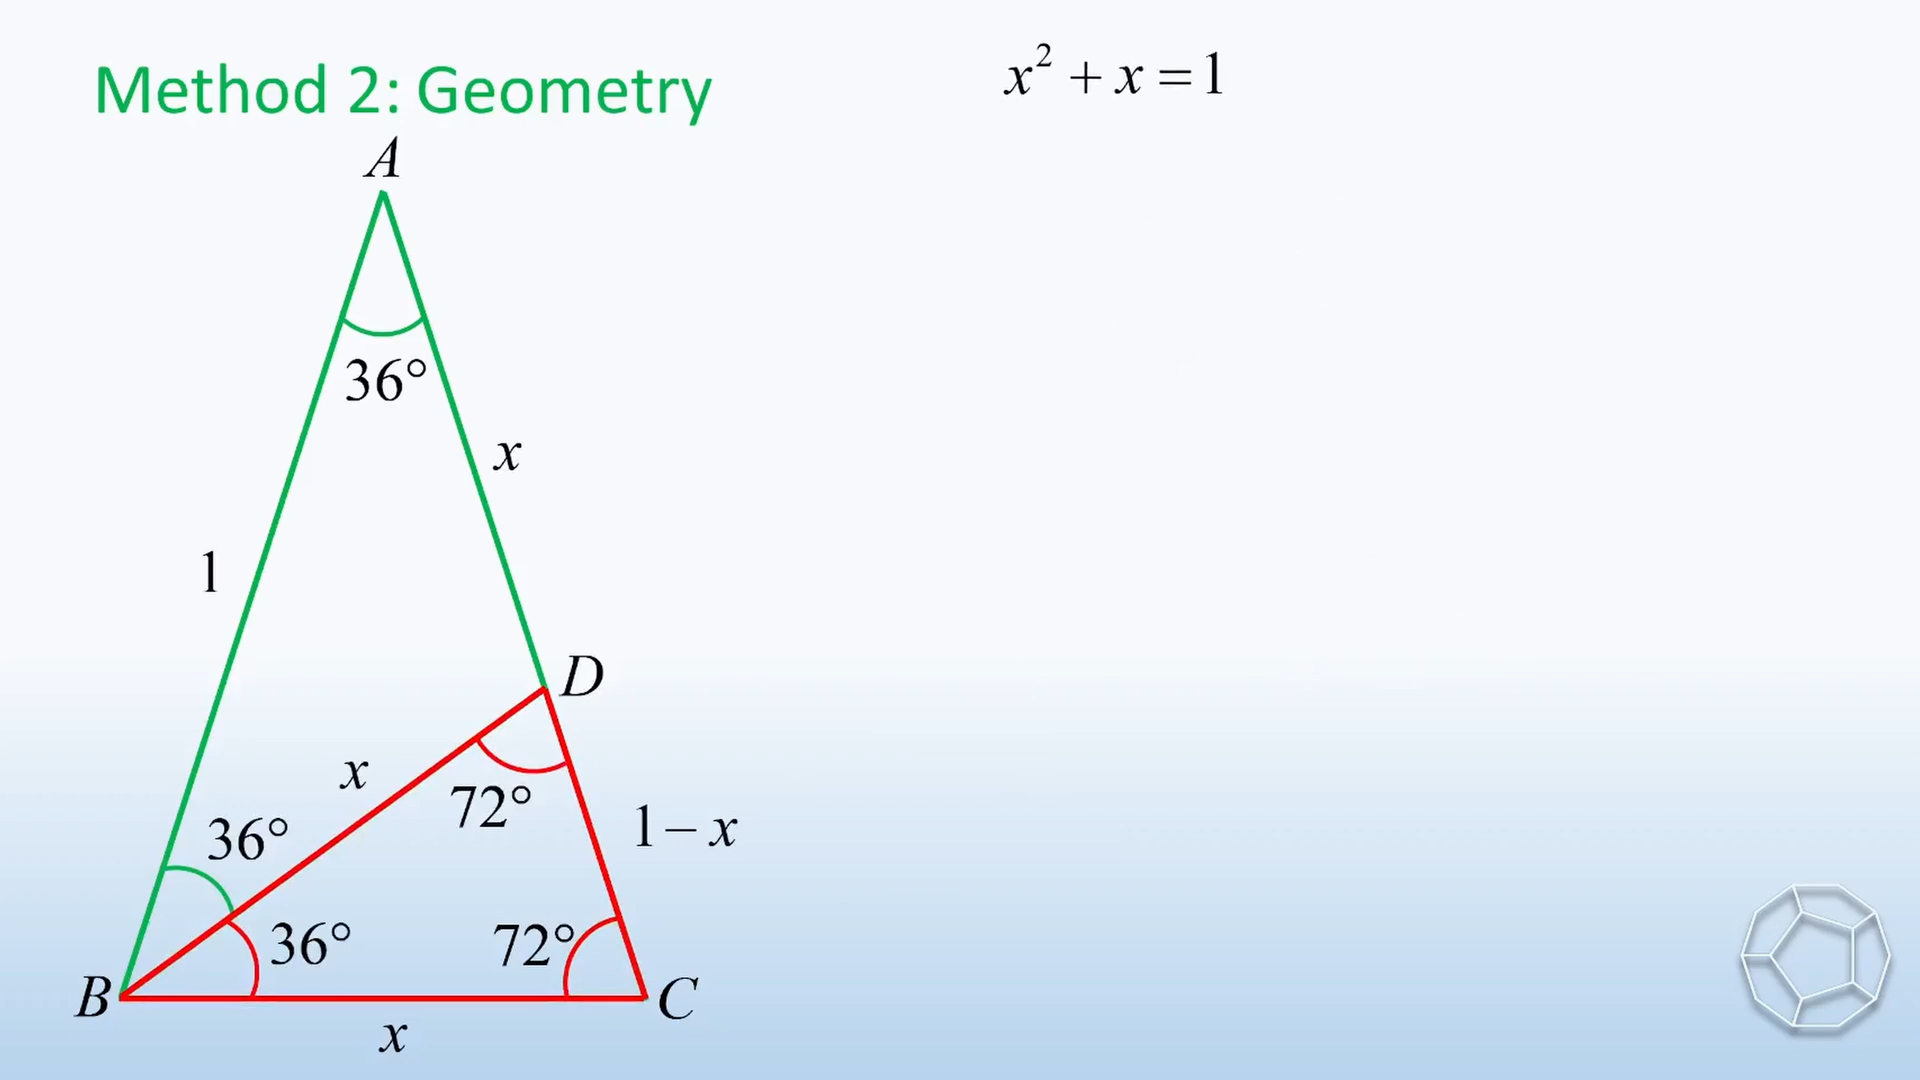 Method 2: Geometry
x² + x = 1
A
36°
x
1
D
x
72°
1 – x
36°
36°
72°
B
C
x